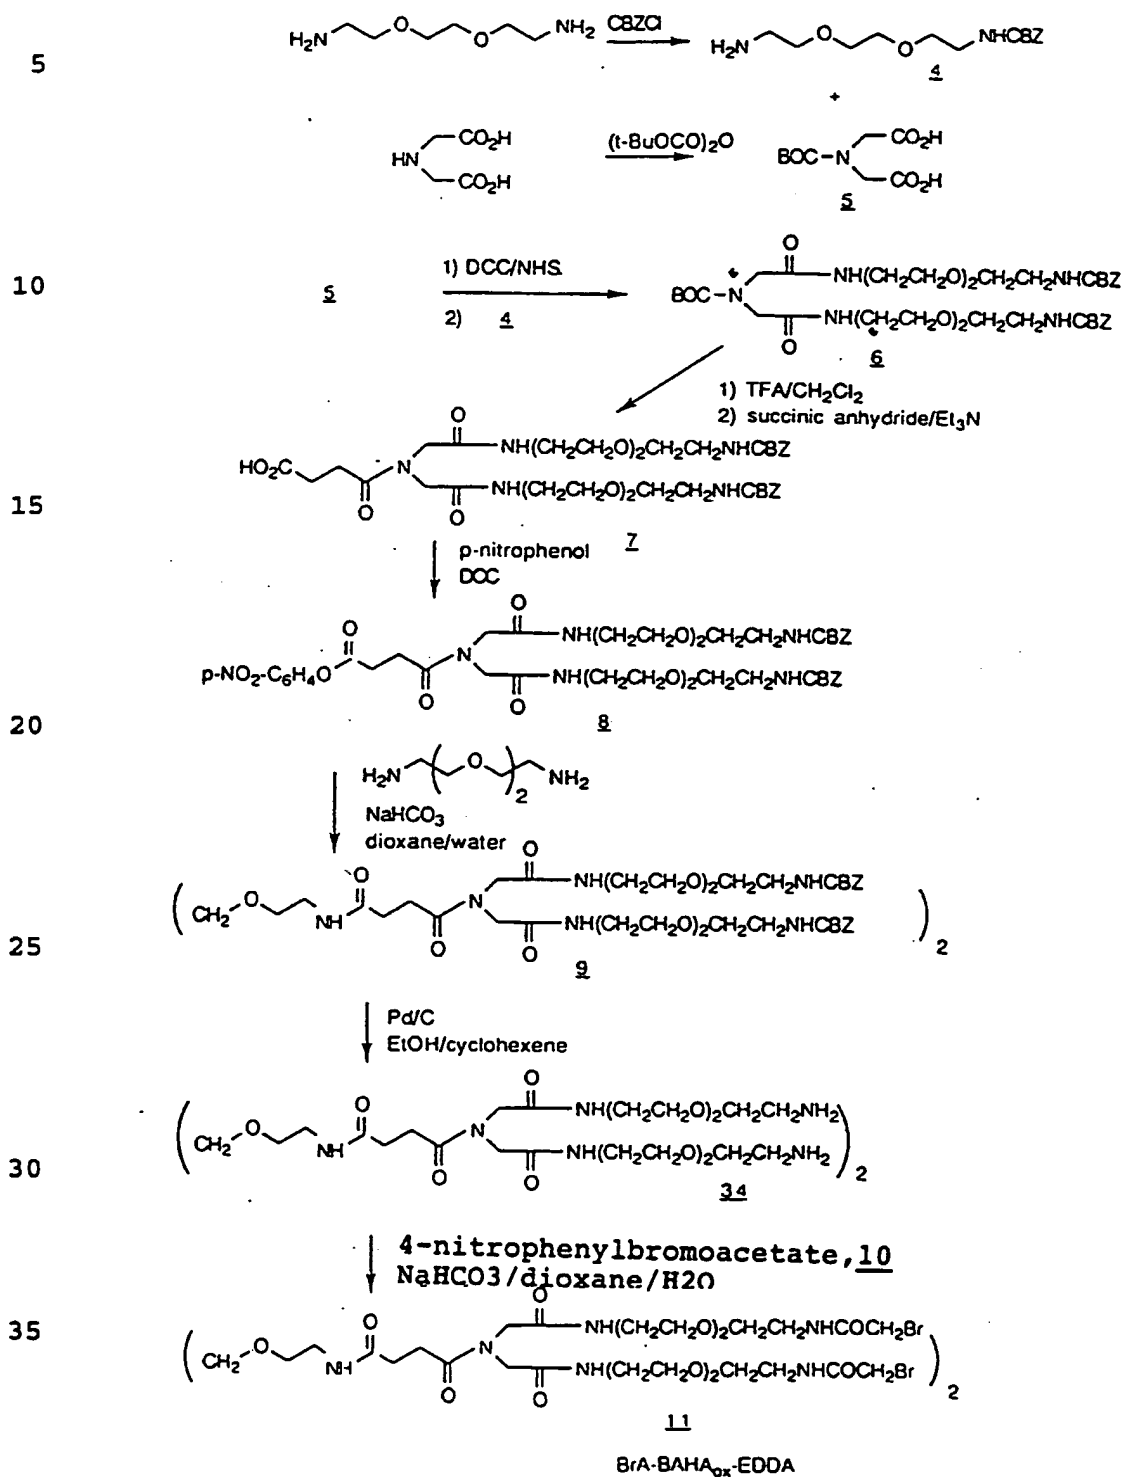 H₂N O O NH₂ CBZCl H₂N O O NHCBZ
5
4
+
HN CO₂H CO₂H (t-BuOCO)₂O BOC-N CO₂H CO₂H
5
10
5 1) DCC/NHS.
2) 4
O
BOC-N NH(CH₂CH₂O)₂CH₂CH₂NHCBZ
NH(CH₂CH₂O)₂CH₂CH₂NHCBZ
O
6
1) TFA/CH₂Cl₂
2) succinic anhydride/Et₃N
O
NH(CH₂CH₂O)₂CH₂CH₂NHCBZ
HO₂C N
NH(CH₂CH₂O)₂CH₂CH₂NHCBZ
15
O O
7
p-nitrophenol
DOC
O
O NH(CH₂CH₂O)₂CH₂CH₂NHCBZ
N
p-NO₂-C₆H₄O NH(CH₂CH₂O)₂CH₂CH₂NHCBZ
O O
8
20
H₂N ( O )₂ NH₂
NaHCO₃
dioxane/water
O
O NH(CH₂CH₂O)₂CH₂CH₂NHCBZ
( CH₂ O NH N )₂
NH(CH₂CH₂O)₂CH₂CH₂NHCBZ
25
O O
9
Pd/C
EtOH/cyclohexene
O
O NH(CH₂CH₂O)₂CH₂CH₂NH₂
( CH₂ O NH N )₂
NH(CH₂CH₂O)₂CH₂CH₂NH₂
30
O O
34
4-nitrophenylbromoacetate,10
NaHCO3/dioxane/H2O
O
35
O NH(CH₂CH₂O)₂CH₂CH₂NHCOCH₂Br
( CH₂ O NH N )₂
NH(CH₂CH₂O)₂CH₂CH₂NHCOCH₂Br
O O
11
BrA-BAHAox-EDDA